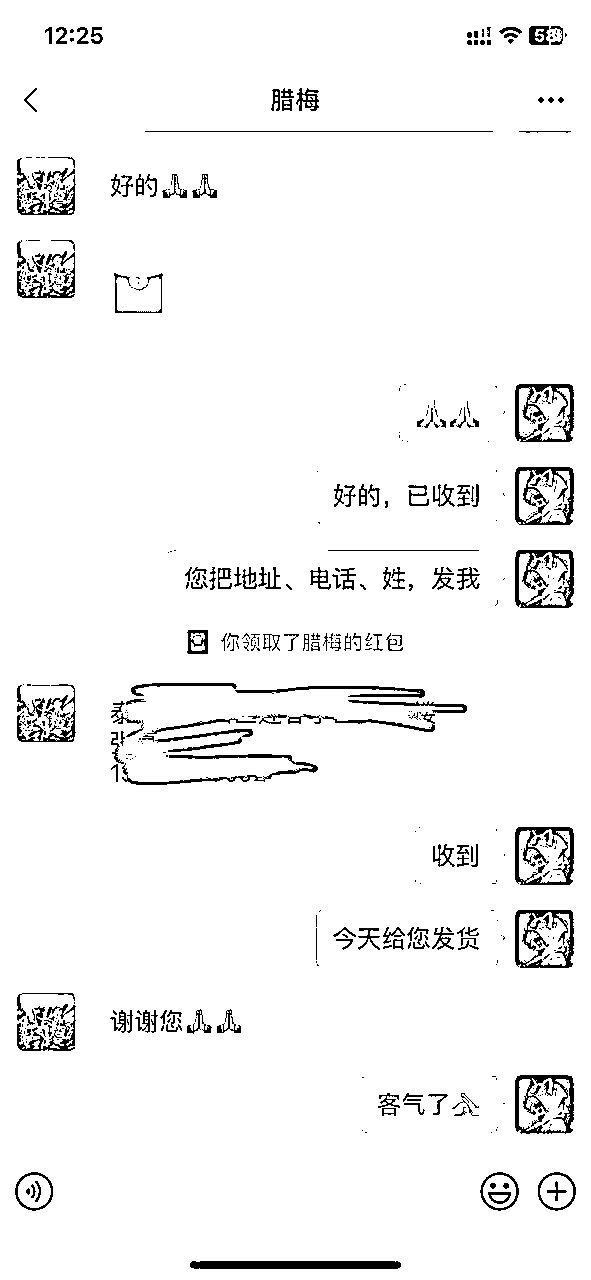 12:25
腊梅
好的🙏🙏
🙏🙏
好的，已收到
您把地址、电话、姓，发我
你领取了腊梅的红包
收到
今天给您发货
谢谢您🙏🙏
客气了